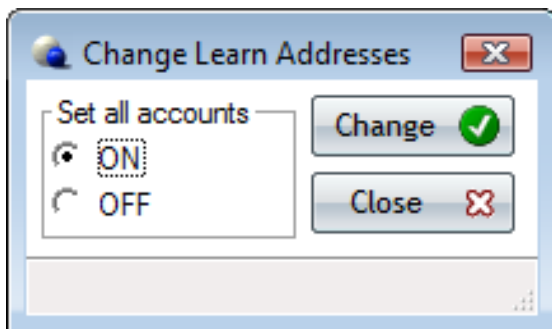 Change Learn Addresses
Set all accounts
ON
OFF
Change
Close